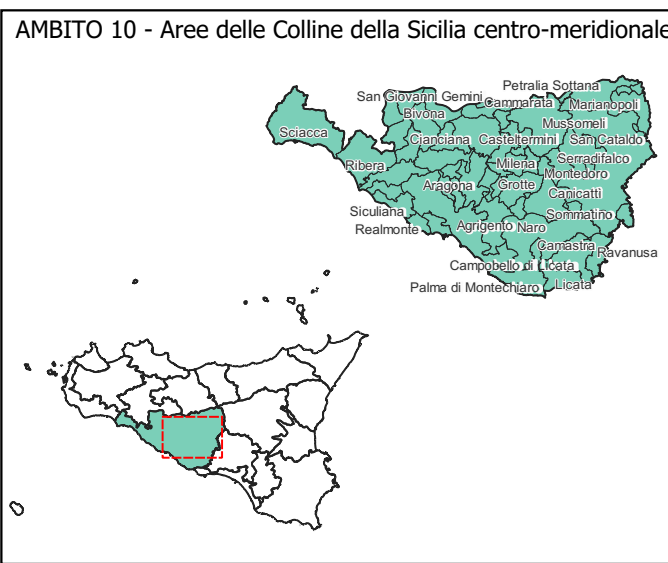 AMBITO 10 - Aree delle Colline della Sicilia centro-meridionale
Petralia Sottana
San Giovanni Gemini
Cammarata
Marianopoli
Bivona
Mussomeli
Sciacca
Cianciana
Casteltermini
San Cataldo
Ribera
Milena
Serradifalco
Montedoro
Aragona
Grotte
Canicattì
Siculiana
Sommatino
Realmonte
Agrigento
Naro
Camastra
Ravanusa
Campobello di Licata
Palma di Montechiaro
Licata